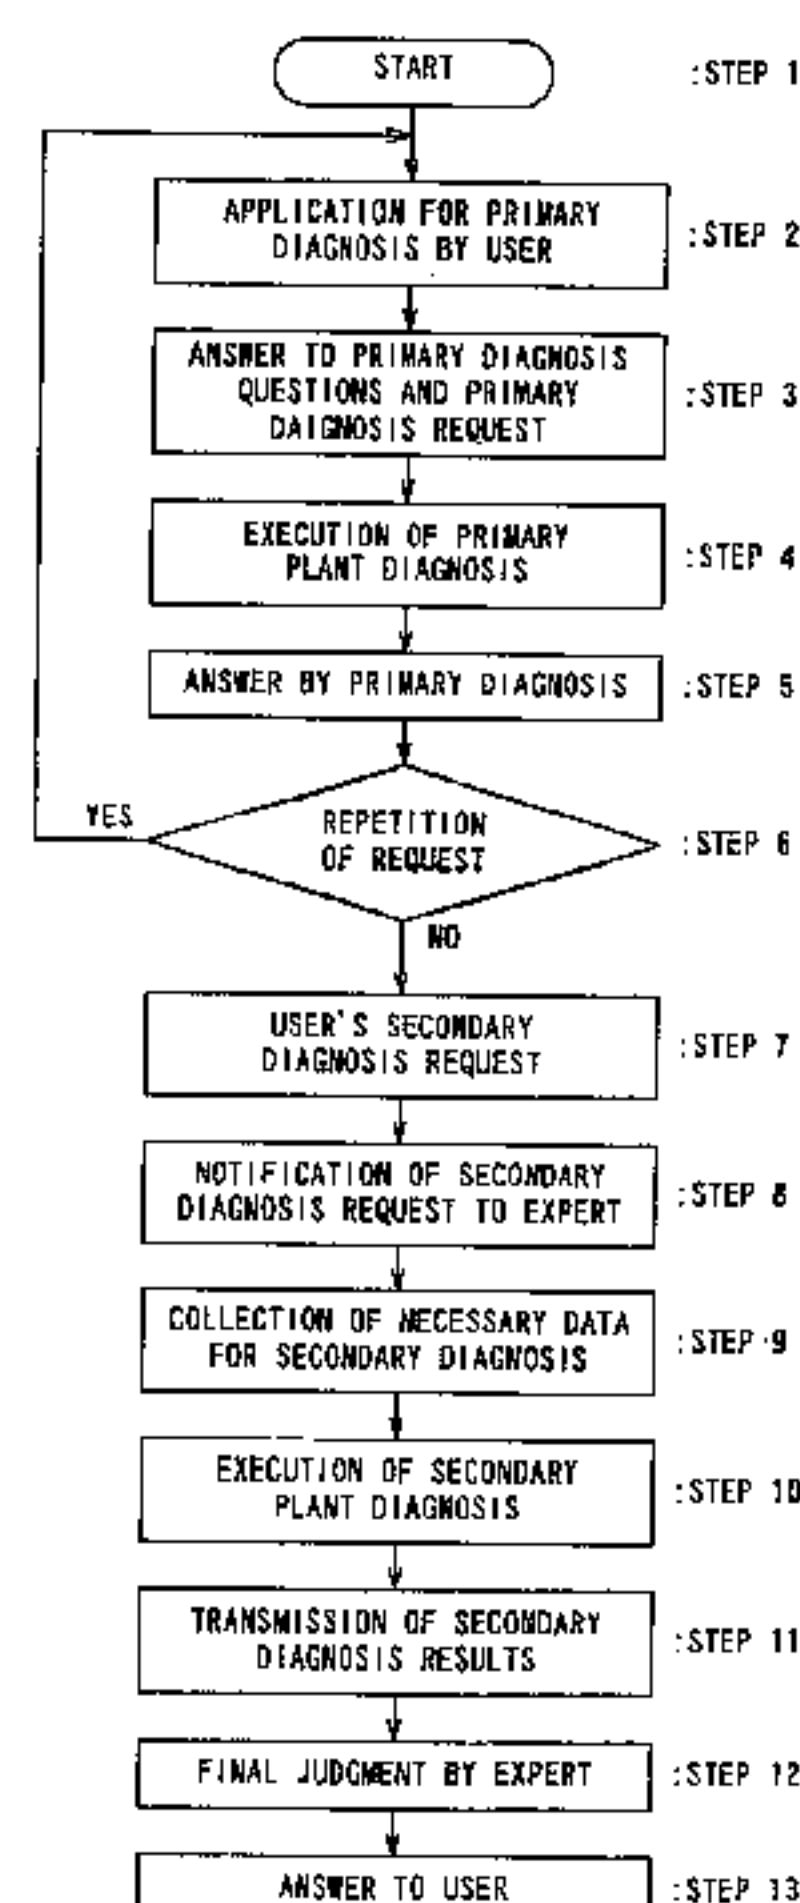 START :STEP 1
APPLICATION FOR PRIMARY
DIAGNOSIS BY USER
:STEP 2
ANSWER TO PRIMARY DIAGNOSIS
QUESTIONS AND PRIMARY
DAIGNOSIS REQUEST
:STEP 3
EXECUTION OF PRIMARY
PLANT DIAGNOSIS
:STEP 4
ANSWER BY PRIMARY DIAGNOSIS :STEP 5
YES
REPETITION
OF REQUEST
:STEP 6
NO
USER'S SECONDARY
DIAGNOSIS REQUEST
:STEP 7
NOTIFICATION OF SECONDARY
DIAGNOSIS REQUEST TO EXPERT
:STEP 8
COLLECTION OF NECESSARY DATA
FOR SECONDARY DIAGNOSIS
:STEP 9
EXECUTION OF SECONDARY
PLANT DIAGNOSIS
:STEP 10
TRANSMISSION OF SECONDARY
DIAGNOSIS RESULTS
:STEP 11
FINAL JUDGMENT BY EXPERT :STEP 12
ANSWER TO USER :STEP 13